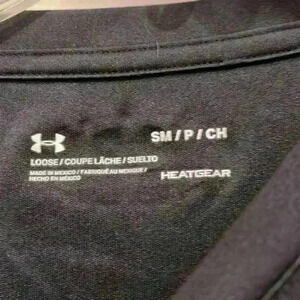 SM / P / CH
LOOSE / COUPE LÂCHE / SUELTO
MADE IN MEXICO / FABRIQUÉ AU MEXIQUE /
HECHO EN MÉXICO
HEATGEAR